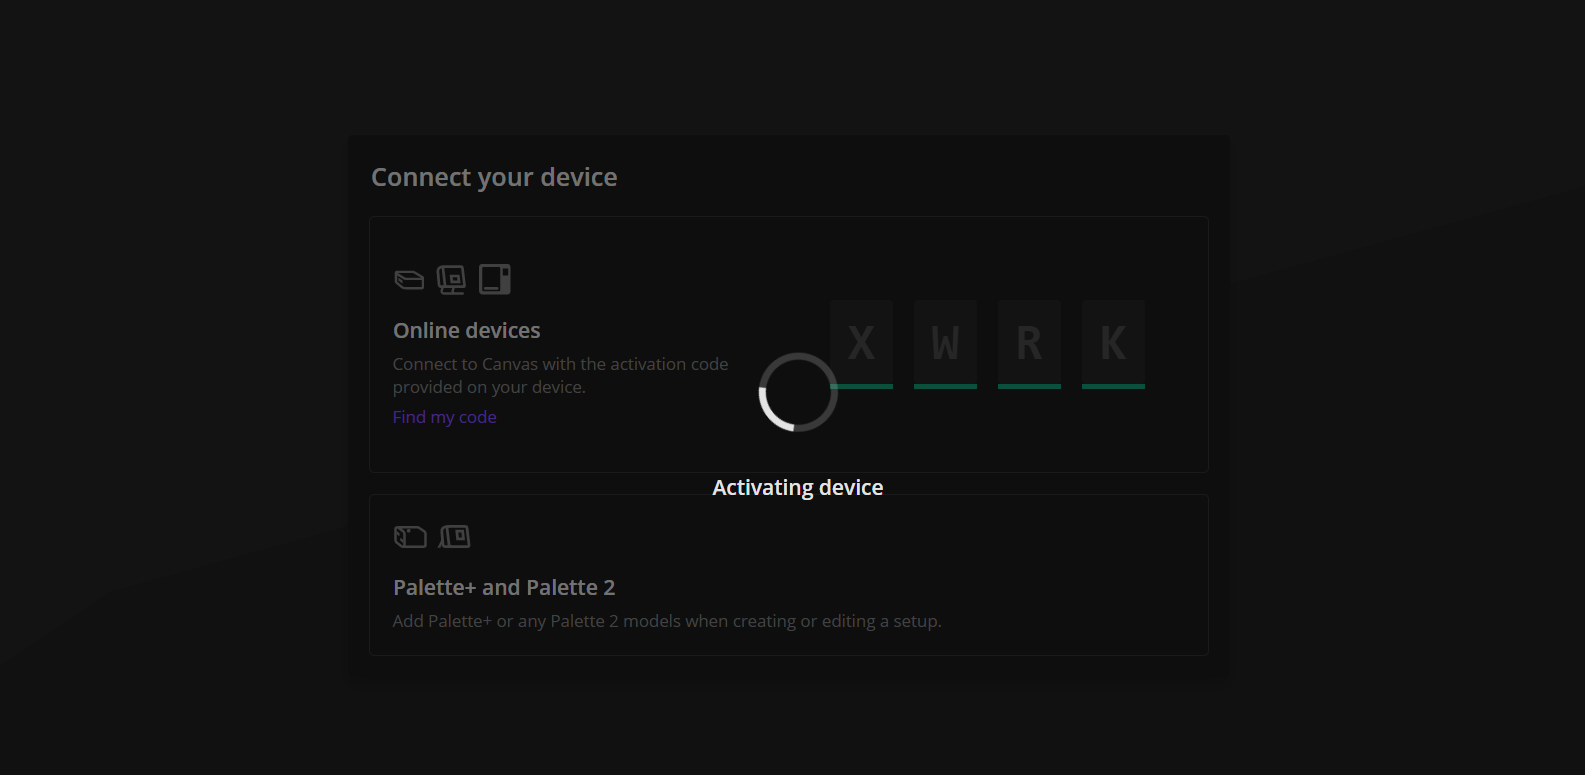 Connect your device
Online devices
Connect to Canvas with the activation code
provided on your device.
Find my code
X W R K
Activating device
Palette+ and Palette 2
Add Palette+ or any Palette 2 models when creating or editing a setup.